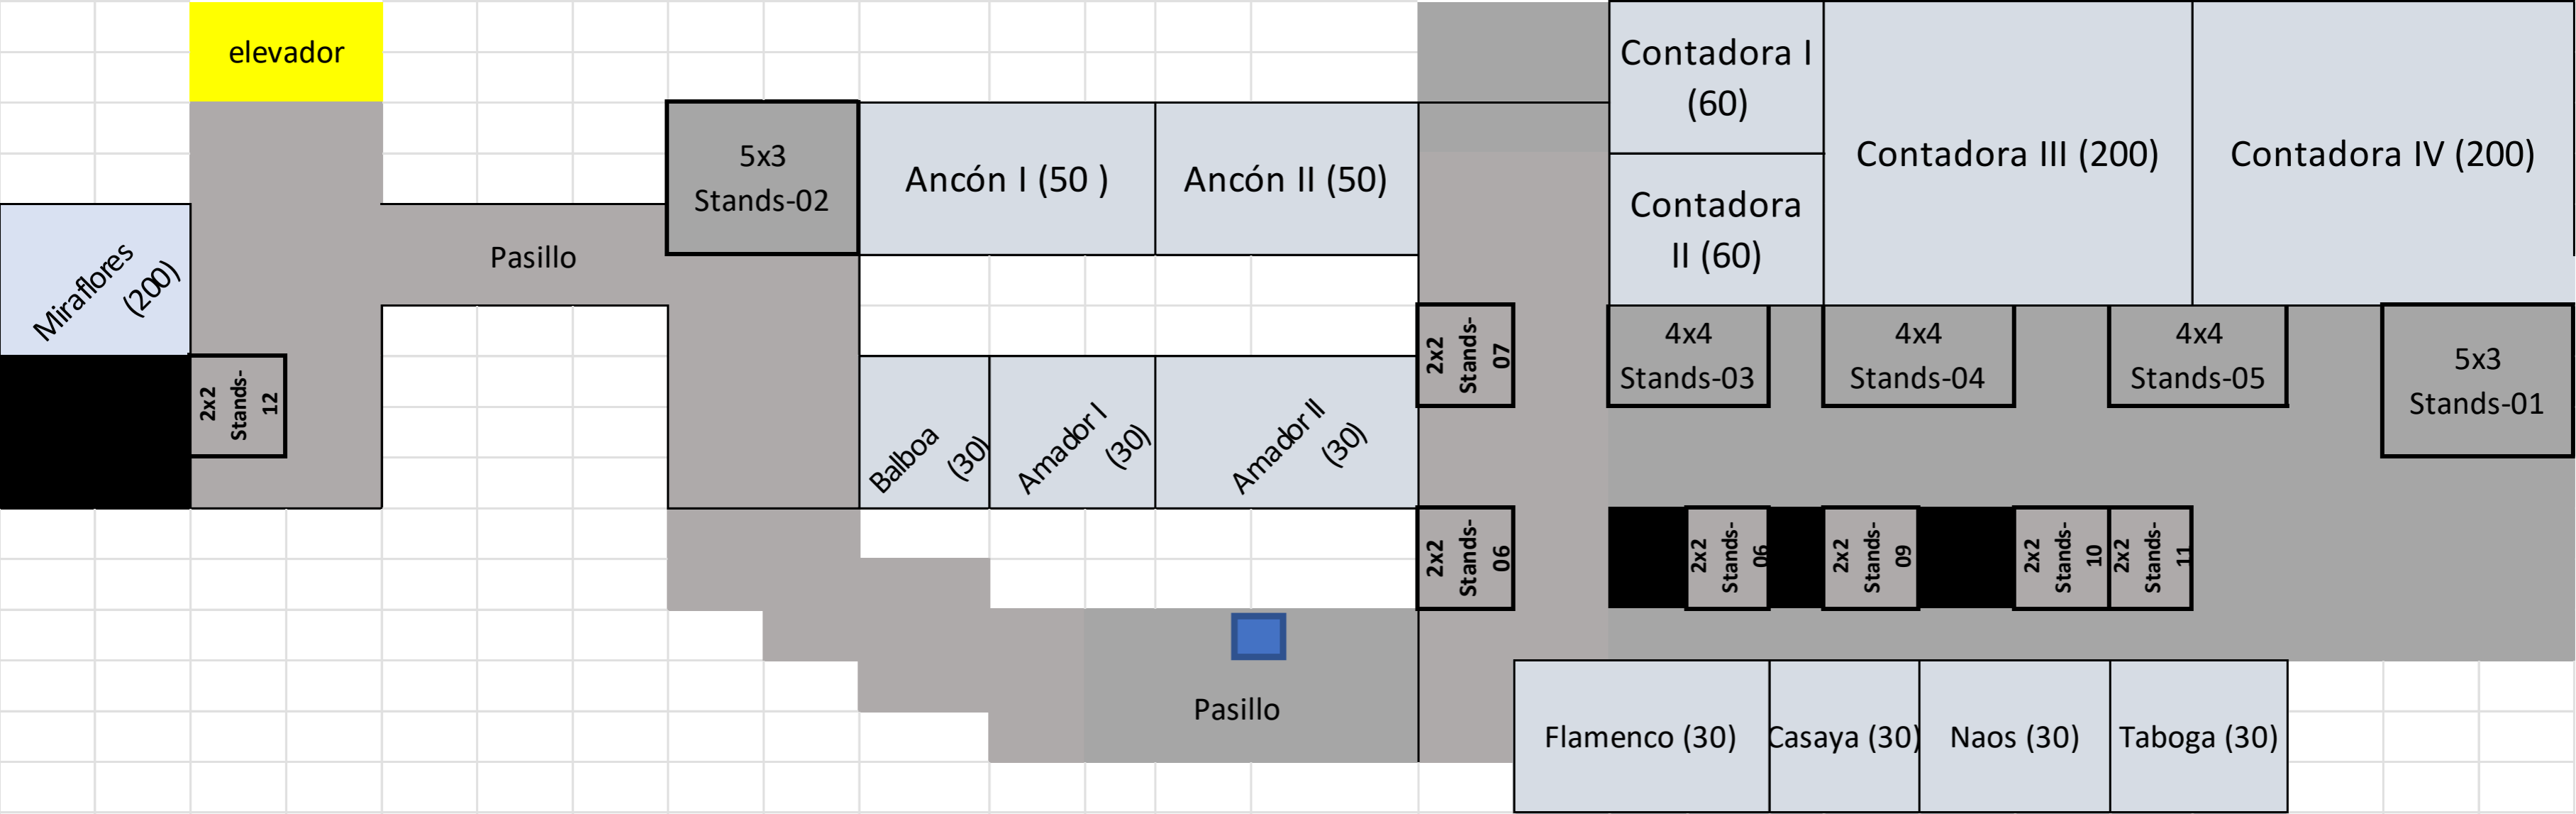 elevador
Contadora I
(60)
Contadora III (200)
Contadora IV (200)
5x3
Stands-02
Ancón I (50 )
Ancón II (50)
Contadora
II (60)
Miraflores
(200)
Pasillo
2x2
Stands-
07
4x4
Stands-03
4x4
Stands-04
4x4
Stands-05
5x3
Stands-01
2x2
Stands-
12
Balboa
(30)
Amador I
(30)
Amador II
(30)
2x2
Stands-
06
2x2
Stands-
06
2x2
Stands-
09
2x2
Stands-
10
2x2
Stands-
11
Pasillo
Flamenco (30)
Casaya (30)
Naos (30)
Taboga (30)